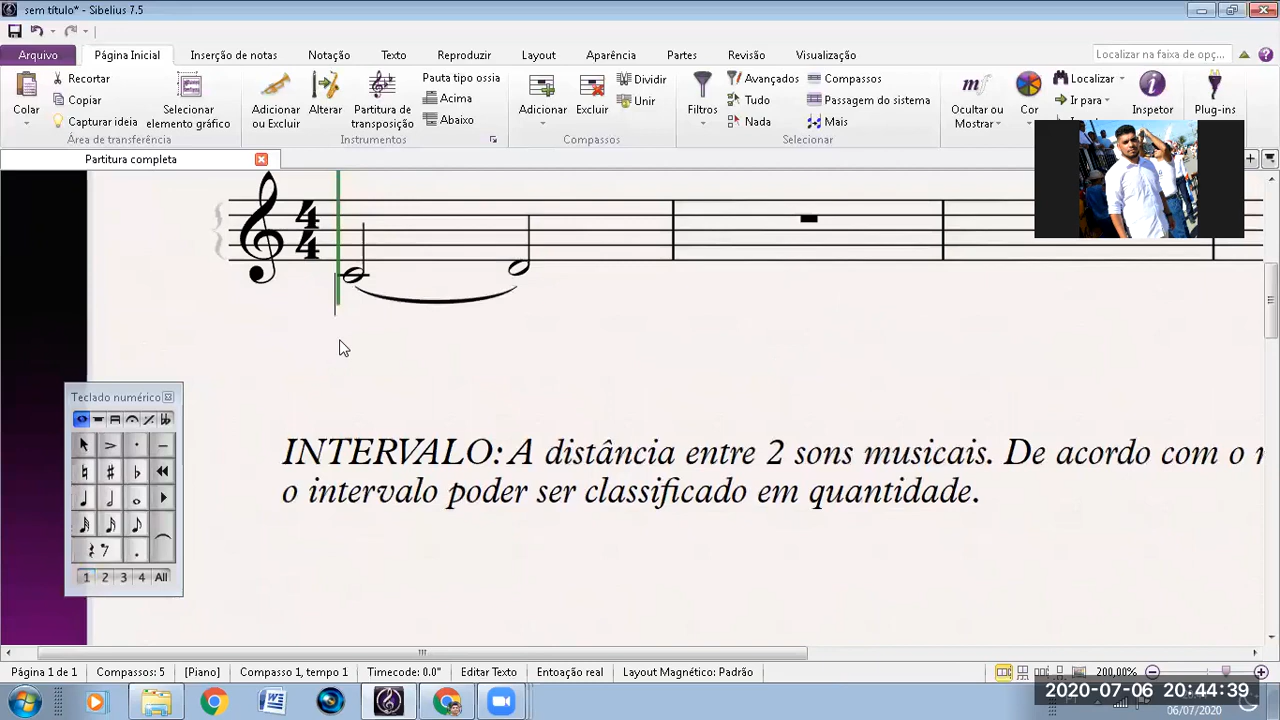 sem título* - Sibelius 7.5
Arquivo Página Inicial Inserção de notas Notação Texto Reproduzir Layout Aparência Partes Revisão Visualização Localizar na faixa de opç...
Colar
Recortar
Copiar
Capturar ideia
Selecionar
elemento gráfico
Área de transferência
Adicionar
ou Excluir
Alterar
Partitura de
transposição
Pauta tipo ossia
Acima
Abaixo
Instrumentos
Adicionar
Excluir
Dividir
Unir
Compassos
Filtros
Avançados
Tudo
Nada
Compassos
Passagem do sistema
Mais
Selecionar
Ocultar ou
Mostrar
Cor
Localizar
Ir para
Inspetor
Plug-ins
Partitura completa
4
4
Teclado numérico
1 2 3 4 All
INTERVALO: A distância entre 2 sons musicais. De acordo com o
o intervalo poder ser classificado em quantidade.
Página 1 de 1 Compassos: 5 [Piano] Compasso 1, tempo 1 Timecode: 0.0" Editar Texto Entoação real Layout Magnético: Padrão 200,00%
2020-07-06 20:44:39
06/07/2020